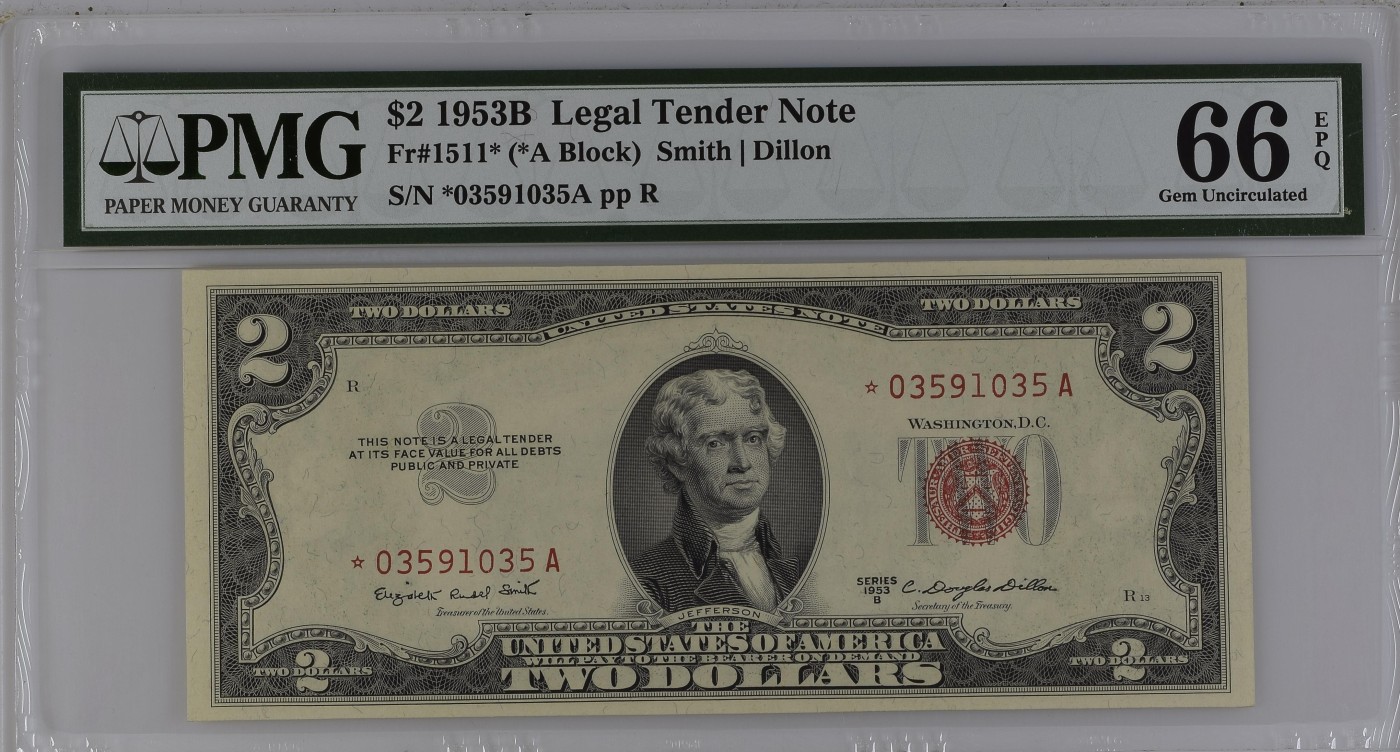 PMG
PAPER MONEY GUARANTY
$2 1953B Legal Tender Note
Fr#1511* (*A Block) Smith | Dillon
S/N *03591035A pp R
66
EPQ
Gem Uncirculated
TWO DOLLARS
UNITED STATES NOTE
TWO DOLLARS
2
2
R
☆ 03591035 A
WASHINGTON, D.C.
2
THIS NOTE IS A LEGAL TENDER
AT ITS FACE VALUE FOR ALL DEBTS
PUBLIC AND PRIVATE
TWO
☆ 03591035 A
Elizabeth Rudel Smith
Treasurer of the United States.
SERIES
1953
B
C. Douglas Dillon
Secretary of the Treasury.
R 13
JEFFERSON
THE
UNITED STATES OF AMERICA
WILL PAY TO THE BEARER ON DEMAND
TWO DOLLARS
TWO DOLLARS
2
TWO DOLLARS
2